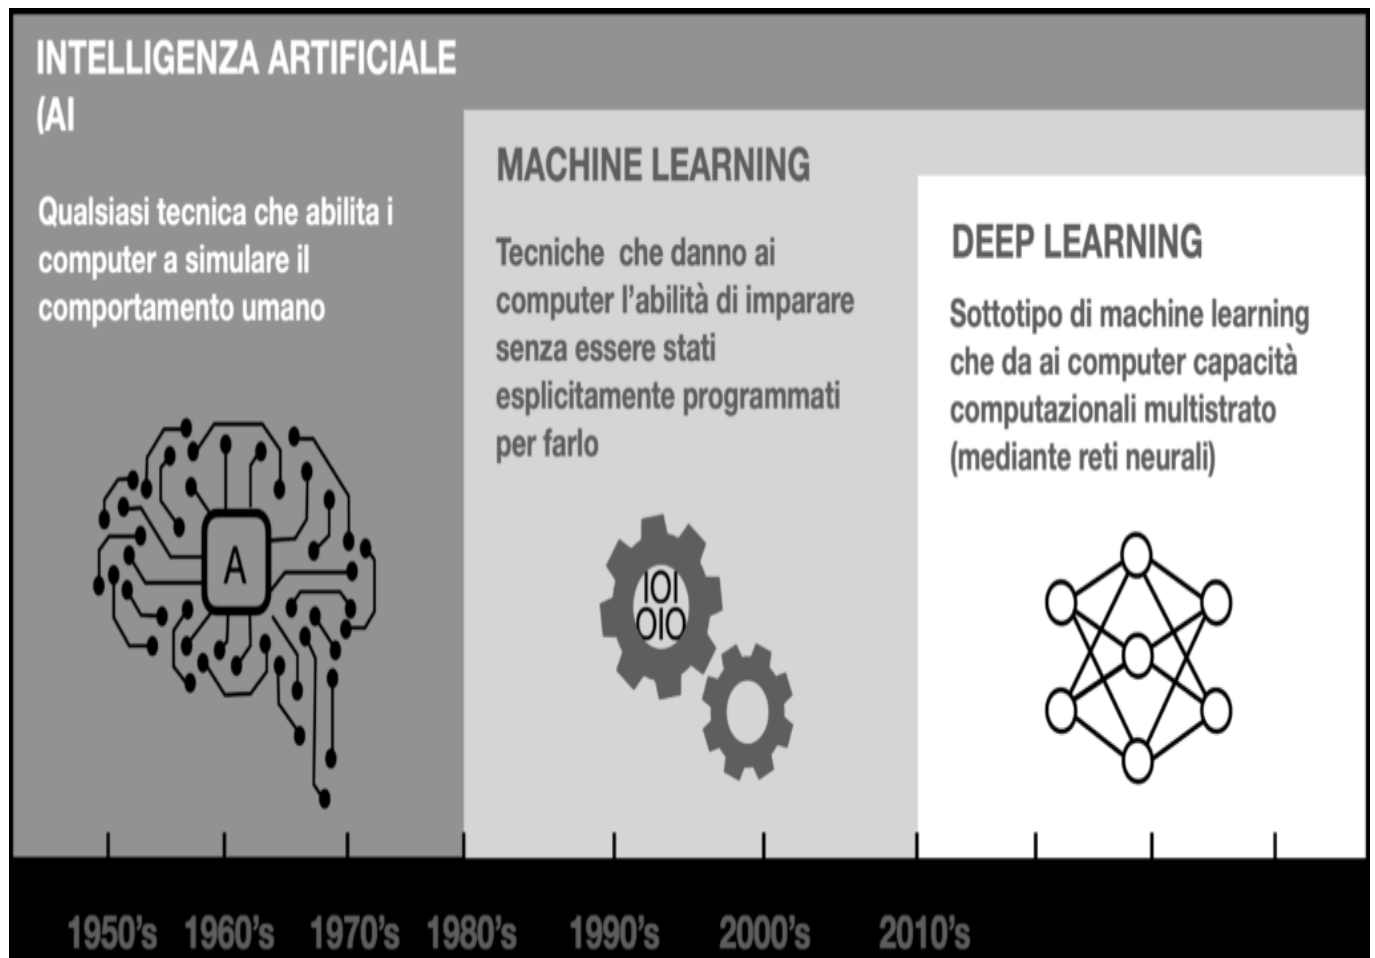 INTELLIGENZA ARTIFICIALE
(AI
Qualsiasi tecnica che abilita i
computer a simulare il
comportamento umano
A
MACHINE LEARNING
Tecniche che danno ai
computer l'abilità di imparare
senza essere stati
esplicitamente programmati
per farlo
IOI
OIO
DEEP LEARNING
Sottotipo di machine learning
che da ai computer capacità
computazionali multistrato
(mediante reti neurali)
1950's 1960's 1970's 1980's 1990's 2000's 2010's